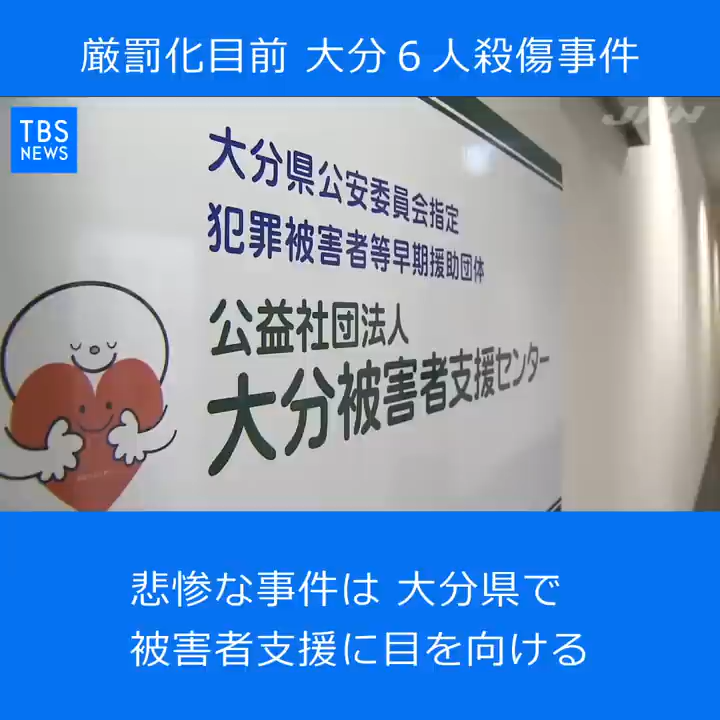 厳罰化目前 大分6人殺傷事件
TBS
NEWS
JNN
大分県公安委員会指定
犯罪被害者等早期援助団体
公益社団法人
大分被害者支援センター
悲惨な事件は 大分県で
被害者支援に目を向ける